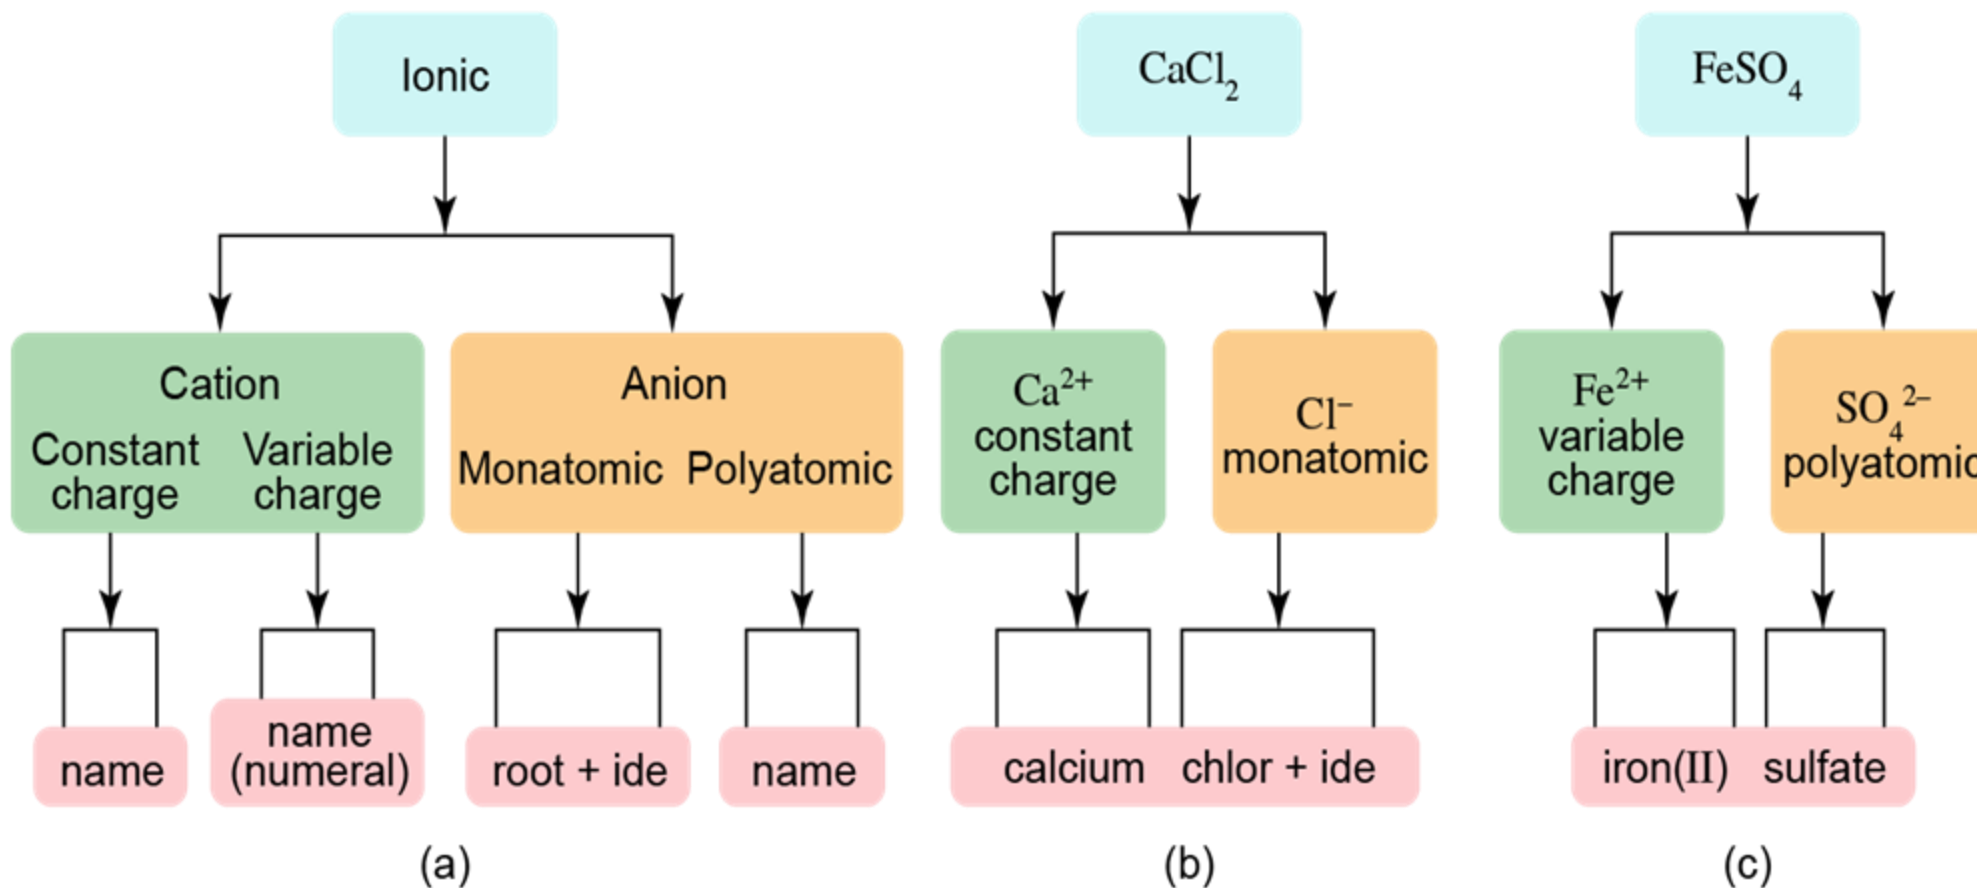 Ionic
Cation
Constant charge
Variable charge
Anion
Monatomic
Polyatomic
name
name (numeral)
root + ide
name
(a)
CaCl₂
Ca²⁺
constant
charge
Cl⁻
monatomic
calcium
chlor + ide
(b)
FeSO₄
Fe²⁺
variable
charge
SO₄²⁻
polyatomic
iron(II)
sulfate
(c)